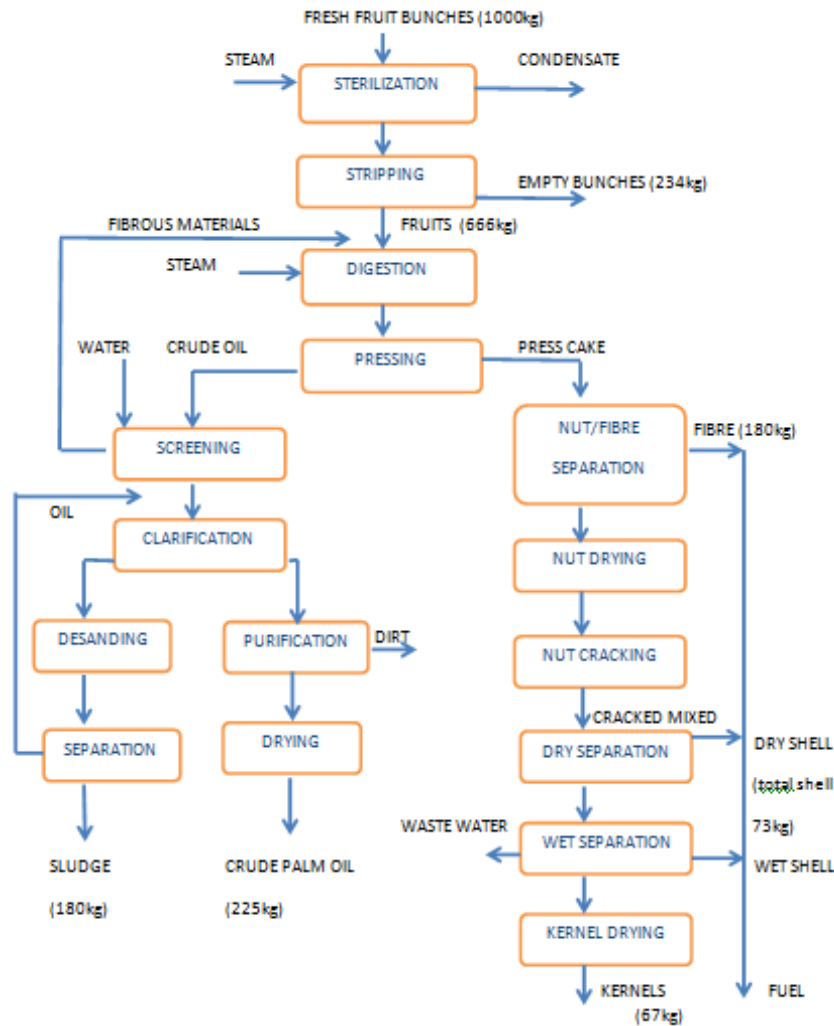 FRESH FRUIT BUNCHES (1000kg)
STEAM
CONDENSATE
STERILIZATION
STRIPPING
EMPTY BUNCHES (234kg)
FIBROUS MATERIALS
FRUITS (666kg)
STEAM
DIGESTION
WATER
CRUDE OIL
PRESSING
PRESS CAKE
NUT/FIBRE
SEPARATION
FIBRE (180kg)
SCREENING
OIL
CLARIFICATION
NUT DRYING
DESANDING
PURIFICATION
DIRT
NUT CRACKING
CRACKED MIXED
SEPARATION
DRYING
DRY SEPARATION
DRY SHELL
(total shell
73kg)
WASTE WATER
WET SEPARATION
WET SHELL
SLUDGE
(180kg)
CRUDE PALM OIL
(225kg)
KERNEL DRYING
KERNELS
(67kg)
FUEL